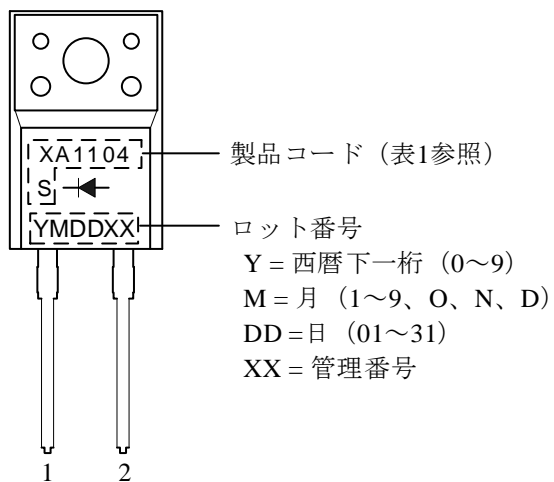 XA1104
S
YMDDXX
1 2
製品コード（表1参照）
ロット番号
Y = 西暦下一桁（0～9）
M = 月（1～9、O、N、D）
DD =日（01～31）
XX = 管理番号